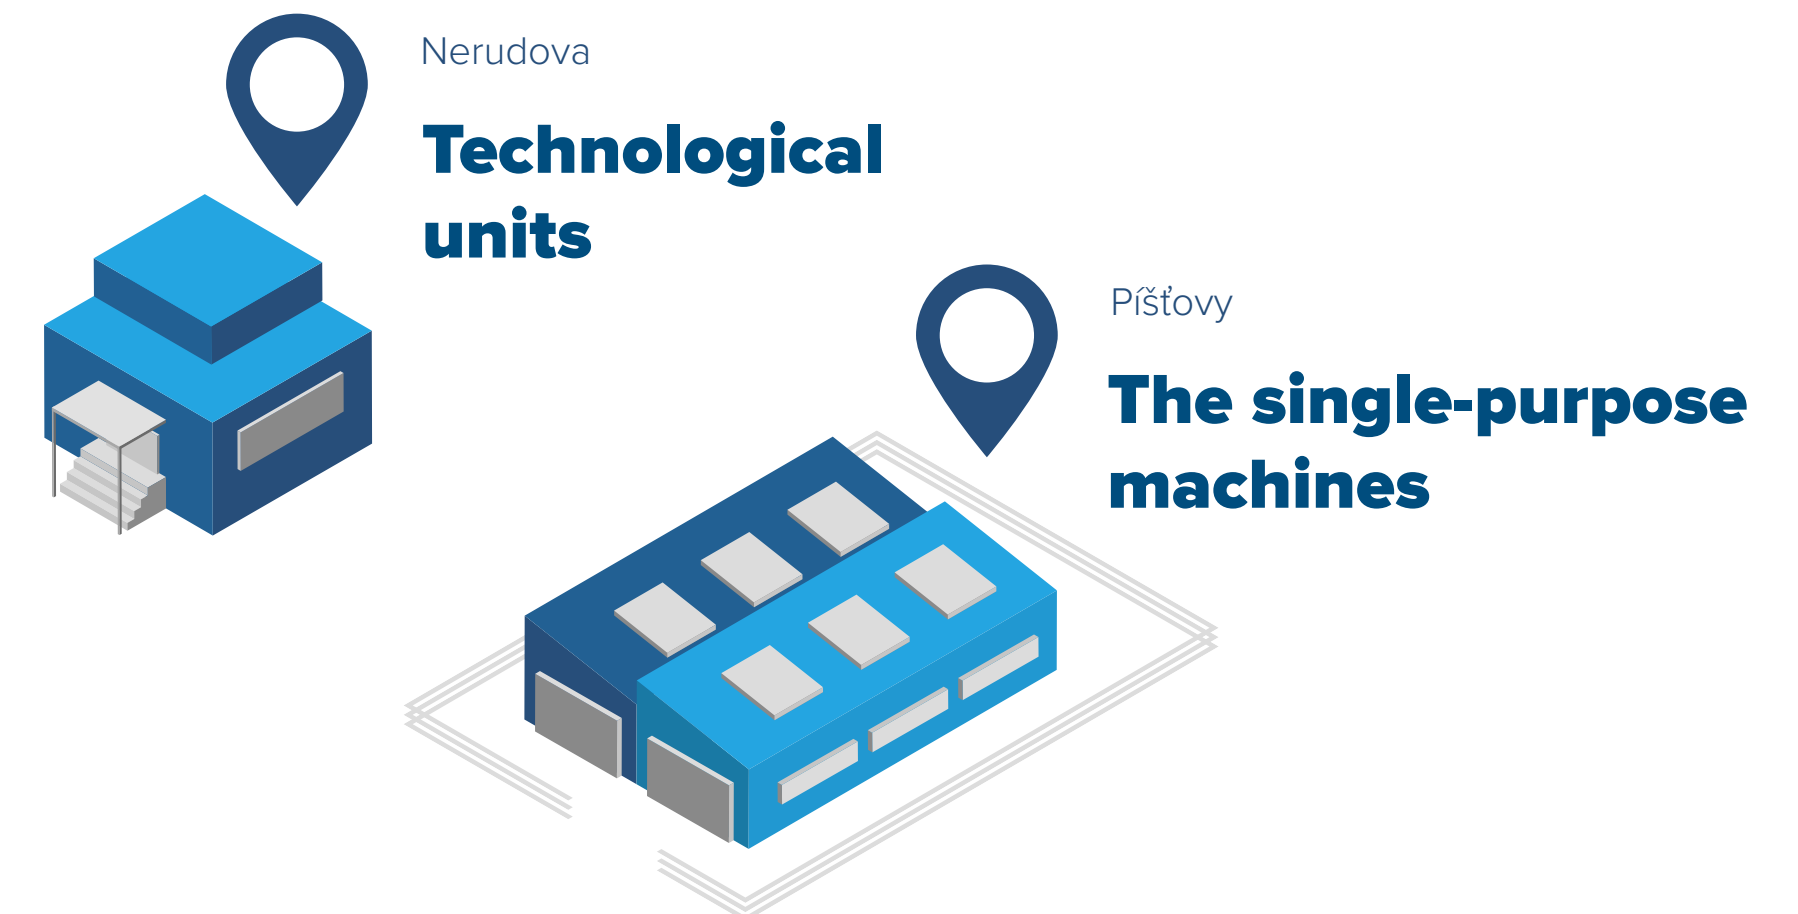 Nerudova
Technological
units
Píšťovy
The single-purpose
machines